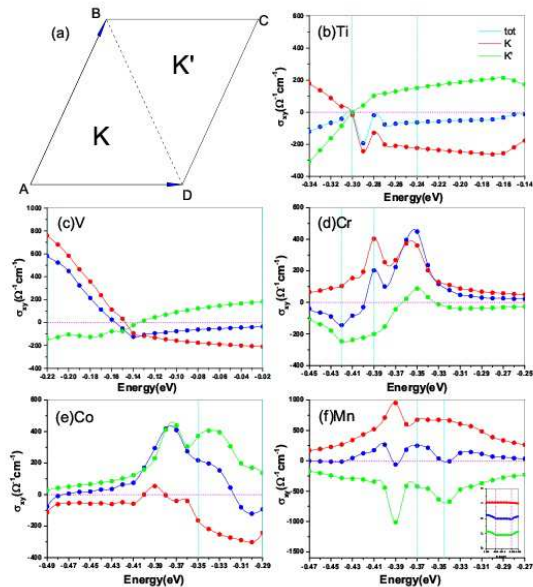 (a)
B
C
K'
K
A
D
(b)Ti
tot
K
K'
σxy(Ω⁻¹cm⁻¹)
600
400
200
0
-200
-400
-0.34 -0.32 -0.30 -0.28 -0.26 -0.24 -0.22 -0.20 -0.18 -0.16 -0.14
Energy(eV)
(c)V
σxy(Ω⁻¹cm⁻¹)
1000
800
600
400
200
0
-200
-400
-0.22 -0.20 -0.18 -0.16 -0.14 -0.12 -0.10 -0.08 -0.06 -0.04 -0.02
Energy(eV)
(d)Cr
σxy(Ω⁻¹cm⁻¹)
600
400
200
0
-200
-400
-0.45 -0.43 -0.41 -0.39 -0.37 -0.35 -0.33 -0.31 -0.29 -0.27 -0.25
Energy(eV)
(e)Co
σxy(Ω⁻¹cm⁻¹)
600
400
200
0
-200
-400
-0.49 -0.47 -0.45 -0.43 -0.41 -0.39 -0.37 -0.35 -0.33 -0.31 -0.29
Energy(eV)
(f)Mn
1000
500
0
-500
-1000
-1500
-0.47 -0.45 -0.43 -0.41 -0.39 -0.37 -0.35 -0.33 -0.31 -0.29 -0.27
Energy(eV)